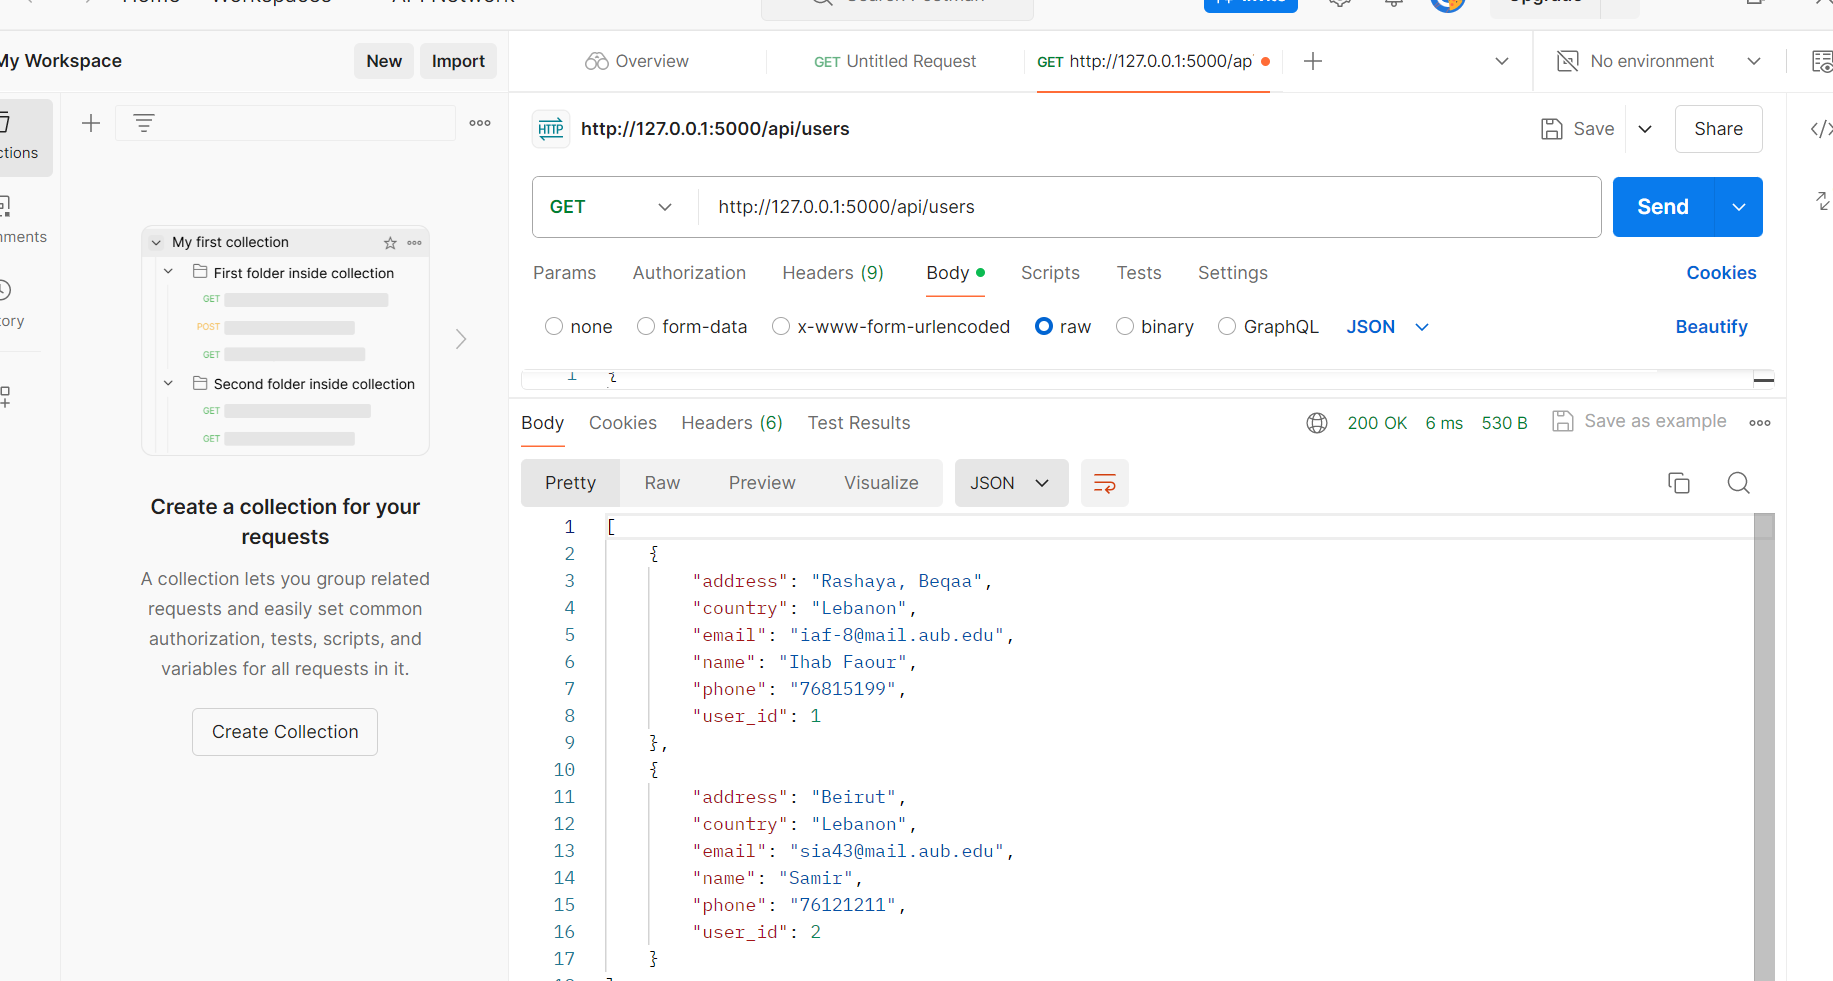 My Workspace
New
Import
Overview
GET Untitled Request
GET http://127.0.0.1:5000/ap
No environment
HTTP
http://127.0.0.1:5000/api/users
Save
Share
GET
http://127.0.0.1:5000/api/users
Send
Params
Authorization
Headers (9)
Body
Scripts
Tests
Settings
Cookies
none
form-data
x-www-form-urlencoded
raw
binary
GraphQL
JSON
Beautify
1 {
My first collection
First folder inside collection
GET
POST
GET
Second folder inside collection
GET
GET
Create a collection for your
requests
A collection lets you group related
requests and easily set common
authorization, tests, scripts, and
variables for all requests in it.
Create Collection
Body
Cookies
Headers (6)
Test Results
200 OK
6 ms
530 B
Save as example
Pretty
Raw
Preview
Visualize
JSON
1 [
2 {
3 "address": "Rashaya, Beqaa",
4 "country": "Lebanon",
5 "email": "iaf-8@mail.aub.edu",
6 "name": "Ihab Faour",
7 "phone": "76815199",
8 "user_id": 1
9 },
10 {
11 "address": "Beirut",
12 "country": "Lebanon",
13 "email": "sia43@mail.aub.edu",
14 "name": "Samir",
15 "phone": "76121211",
16 "user_id": 2
17 }